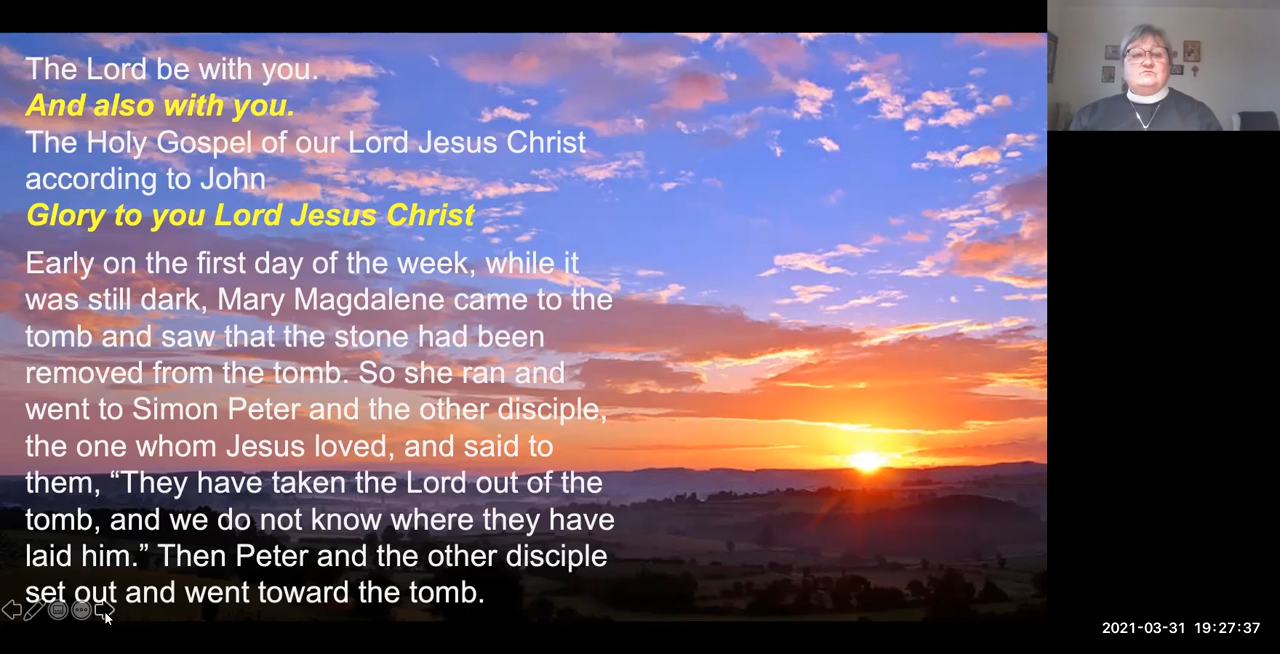 The Lord be with you.
And also with you.
The Holy Gospel of our Lord Jesus Christ
according to John
Glory to you Lord Jesus Christ
Early on the first day of the week, while it
was still dark, Mary Magdalene came to the
tomb and saw that the stone had been
removed from the tomb. So she ran and
went to Simon Peter and the other disciple,
the one whom Jesus loved, and said to
them, “They have taken the Lord out of the
tomb, and we do not know where they have
laid him.” Then Peter and the other disciple
set out and went toward the tomb.
2021-03-31 19:27:37